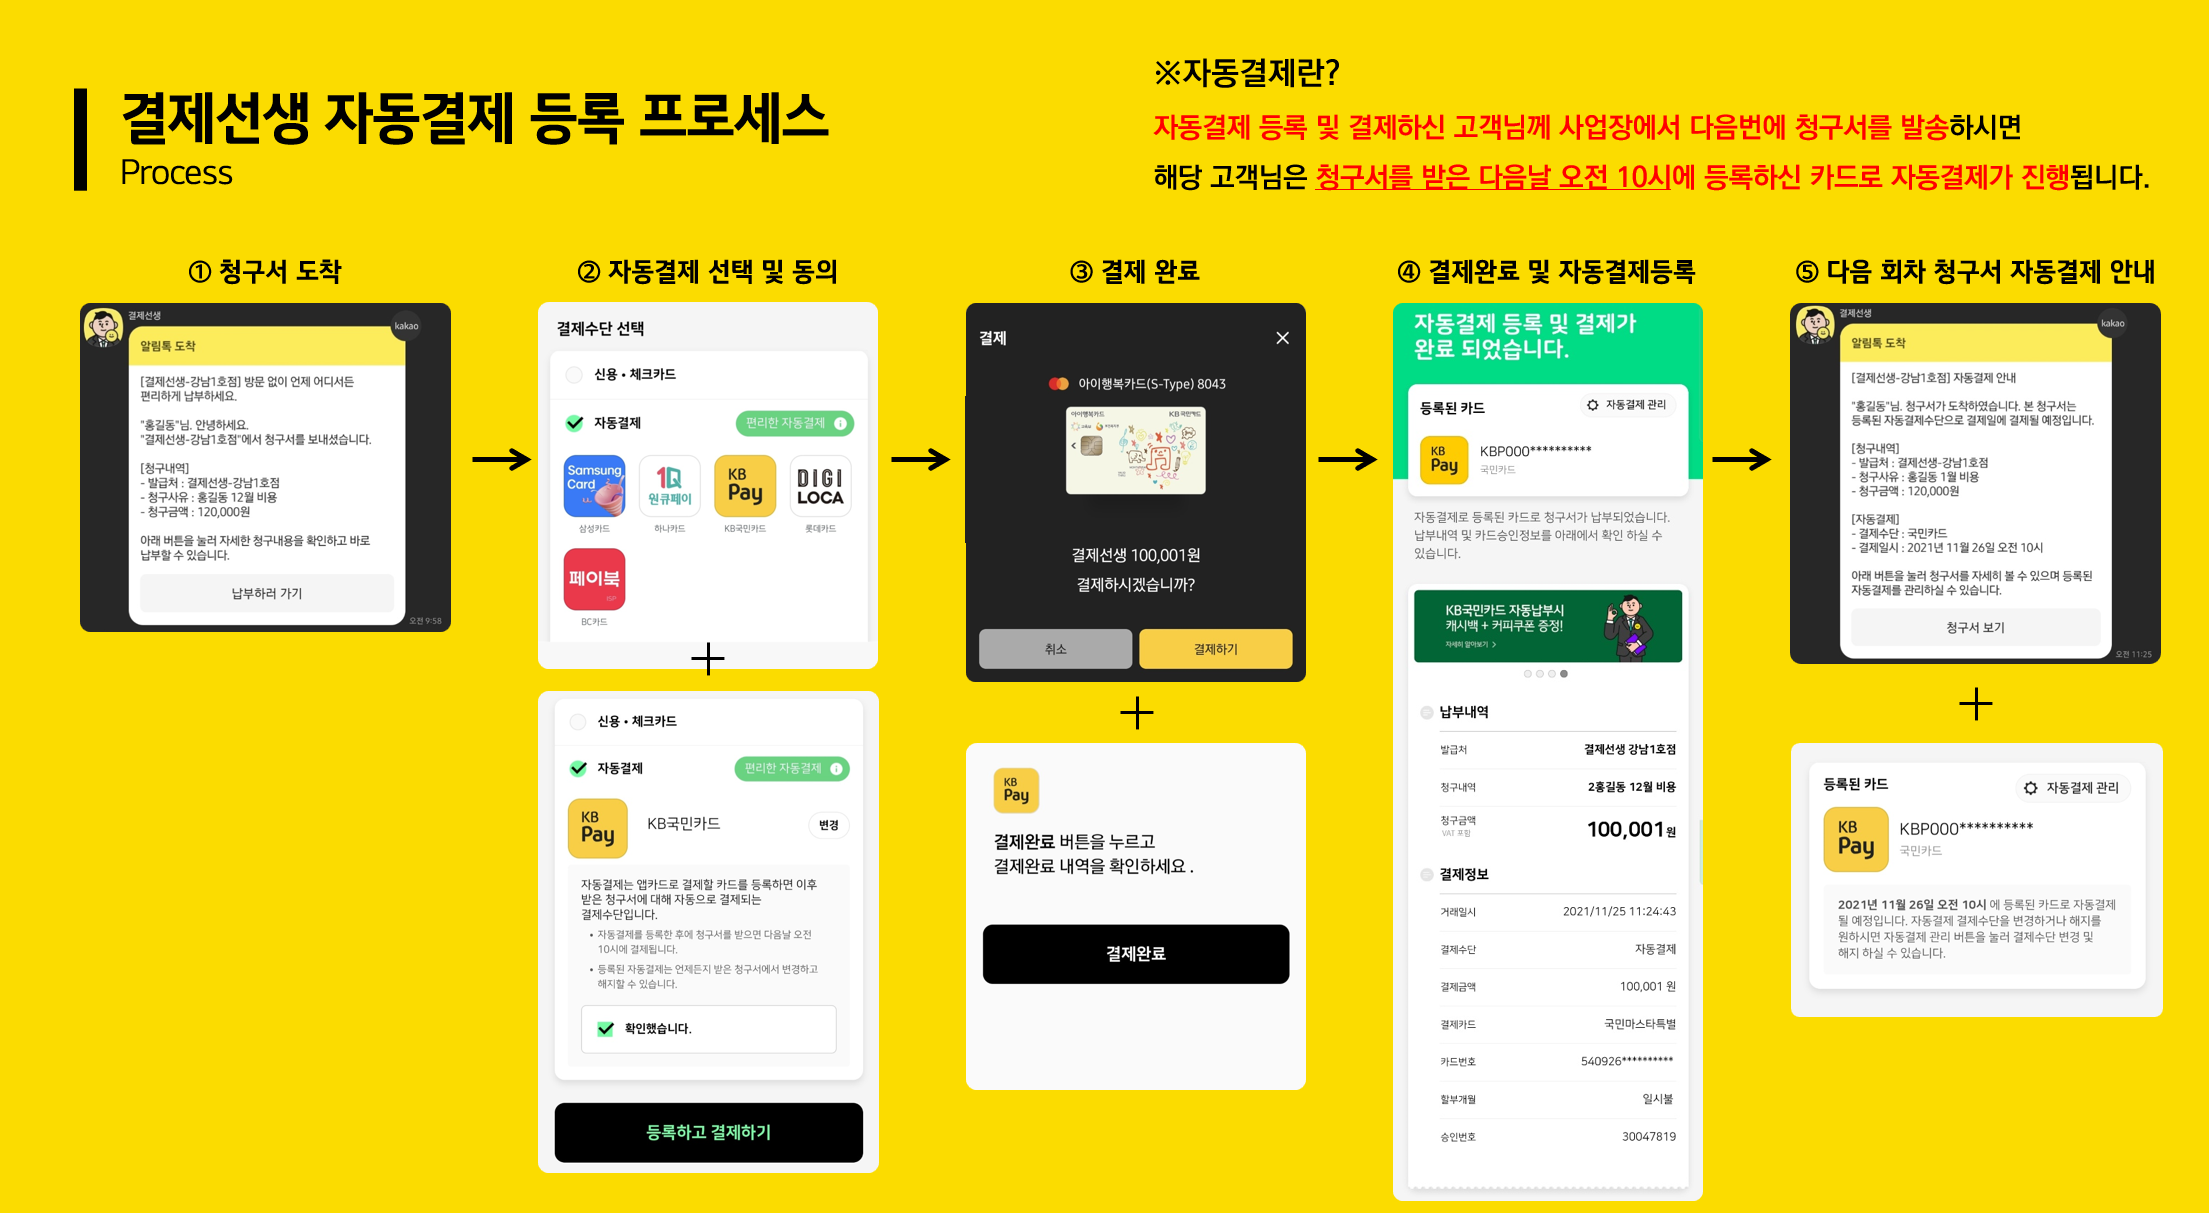 결제선생 자동결제 등록 프로세스
Process
※자동결제란?
자동결제 등록 및 결제하신 고객님께 사업장에서 다음번에 청구서를 발송하시면
해당 고객님은 청구서를 받은 다음날 오전 10시에 등록하신 카드로 자동결제가 진행됩니다.
① 청구서 도착
결제선생
kakao
알림톡 도착
[결제선생-강남1호점] 방문 없이 언제 어디서든
편리하게 납부하세요.
"홍길동"님. 안녕하세요.
"결제선생-강남1호점"에서 청구서를 보내셨습니다.
[청구내역]
- 발급처 : 결제선생-강남1호점
- 청구사유 : 홍길동 12월 비용
- 청구금액 : 120,000원
아래 버튼을 눌러 자세한 청구내용을 확인하고 바로
납부할 수 있습니다.
납부하러 가기
오전 9:58
② 자동결제 선택 및 동의
결제수단 선택
신용 • 체크카드
자동결제
편리한 자동결제
Samsung
Card
삼성카드
1Q
원큐페이
하나카드
KB
Pay
KB국민카드
DIGI
LOCA
롯데카드
페이북
ISP
BC카드
+
신용 • 체크카드
자동결제
편리한 자동결제
KB
Pay
KB국민카드
변경
자동결제는 앱카드로 결제할 카드를 등록하면 이후
받은 청구서에 대해 자동으로 결제되는
결제수단입니다.
• 자동결제를 등록한 후에 청구서를 받으면 다음날 오전
10시에 결제됩니다.
• 등록된 자동결제는 언제든지 받은 청구서에서 변경하고
해지할 수 있습니다.
확인했습니다.
등록하고 결제하기
③ 결제 완료
결제
아이행복카드(S-Type) 8043
아이행복카드
KB국민카드
결제선생 100,001원
결제하시겠습니까?
취소
결제하기
+
KB
Pay
결제완료 버튼을 누르고
결제완료 내역을 확인하세요 .
결제완료
④ 결제완료 및 자동결제등록
자동결제 등록 및 결제가
완료 되었습니다.
등록된 카드
자동결제 관리
KB
Pay
KBP000**********
국민카드
자동결제로 등록된 카드로 청구서가 납부되었습니다.
납부내역 및 카드승인정보를 아래에서 확인 하실 수
있습니다.
KB국민카드 자동납부시
캐시백 + 커피쿠폰 증정!
자세히 알아보기 >
납부내역
발급처 결제선생 강남1호점
청구내역 2홍길동 12월 비용
청구금액 100,001원
VAT 포함
결제정보
거래일시 2021/11/25 11:24:43
결제수단 자동결제
결제금액 100,001 원
결제카드 국민마스타특별
카드번호 540926**********
할부개월 일시불
승인번호 30047819
⑤ 다음 회차 청구서 자동결제 안내
결제선생
kakao
알림톡 도착
[결제선생-강남1호점] 자동결제 안내
"홍길동"님. 청구서가 도착하였습니다. 본 청구서는
등록된 자동결제수단으로 결제일에 결제될 예정입니다.
[청구내역]
- 발급처 : 결제선생-강남1호점
- 청구사유 : 홍길동 1월 비용
- 청구금액 : 120,000원
[자동결제]
- 결제수단 : 국민카드
- 결제일시 : 2021년 11월 26일 오전 10시
아래 버튼을 눌러 청구서를 자세히 볼 수 있으며 등록된
자동결제를 관리하실 수 있습니다.
청구서 보기
오전 11:25
+
등록된 카드
자동결제 관리
KB
Pay
KBP000**********
국민카드
2021년 11월 26일 오전 10시 에 등록된 카드로 자동결제
될 예정입니다. 자동결제 결제수단을 변경하거나 해지를
원하시면 자동결제 관리 버튼을 눌러 결제수단 변경 및
해지 하실 수 있습니다.